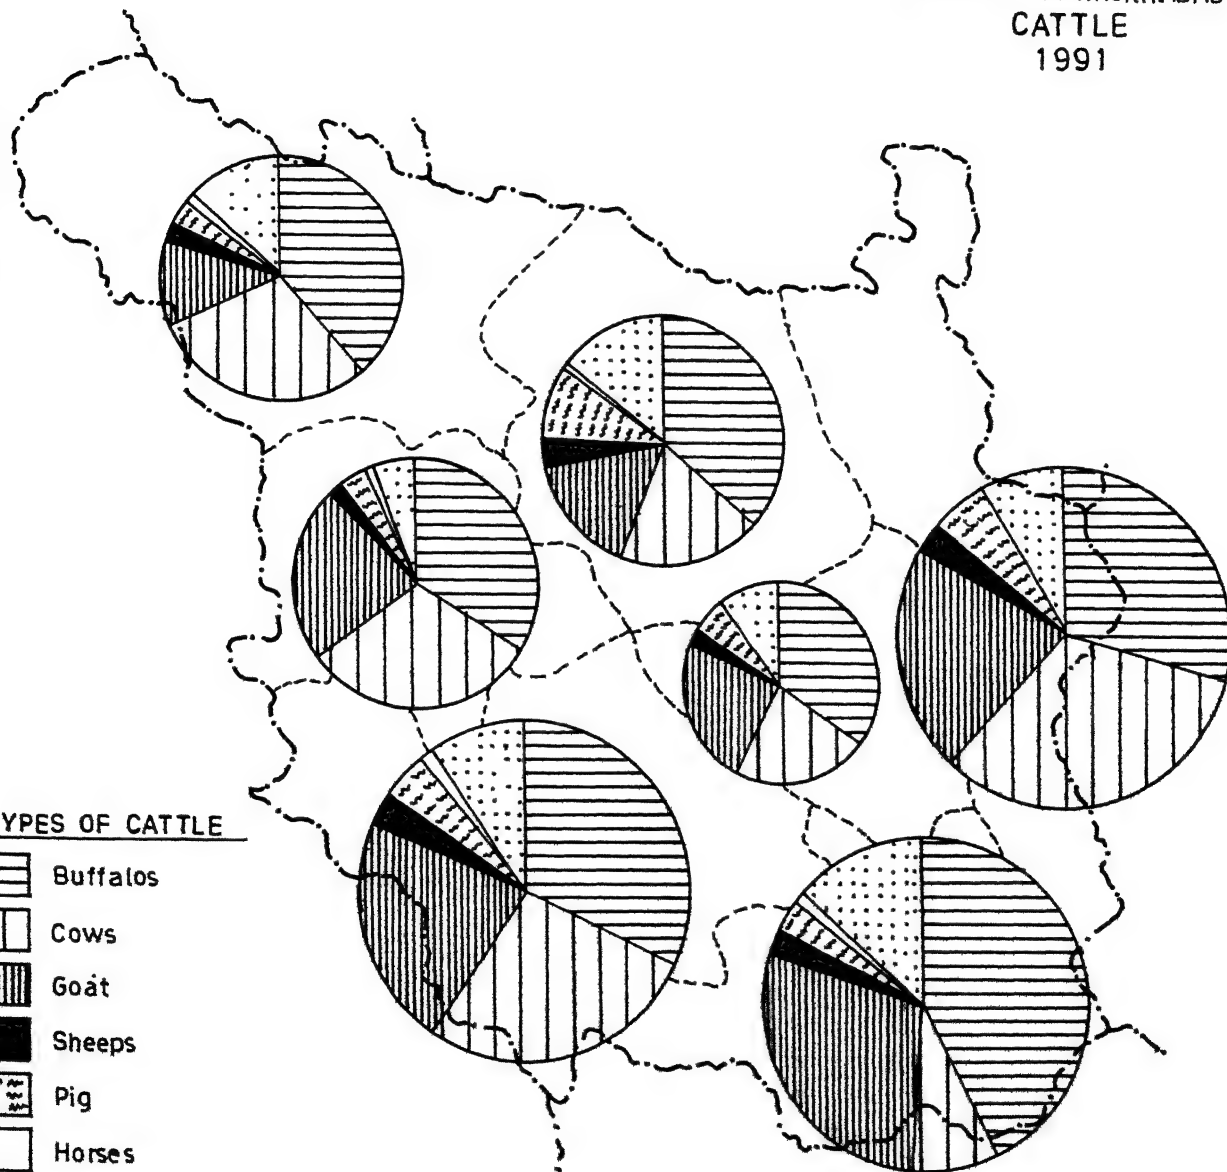 CATTLE
1991
YPES OF CATTLE
Buffalos
Cows
Goat
Sheeps
Pig
Horses